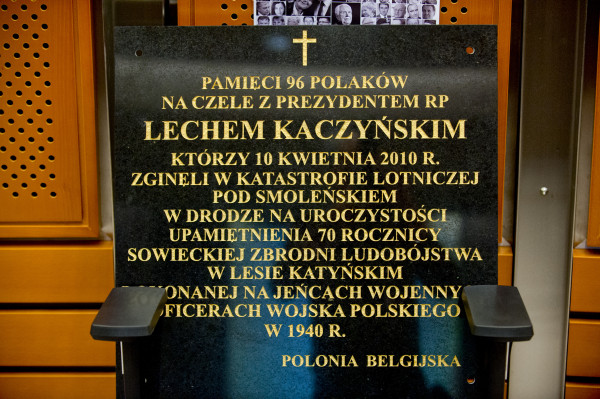 PAMIĘCI 96 POLAKÓW
NA CZELE Z PREZYDENTEM RP
LECHEM KACZYŃSKIM
KTÓRZY 10 KWIETNIA 2010 R.
ZGINĘLI W KATASTROFIE LOTNICZEJ
POD SMOLEŃSKIEM
W DRODZE NA UROCZYSTOŚCI
UPAMIĘTNIENIA 70 ROCZNICY
SOWIECKIEJ ZBRODNI LUDOBÓJSTWA
W LESIE KATYŃSKIM
NA JEŃCACH
OFICERACH WOJSKA POLSKIEGO
W 1940 R.
POLONIA BELGIJSKA